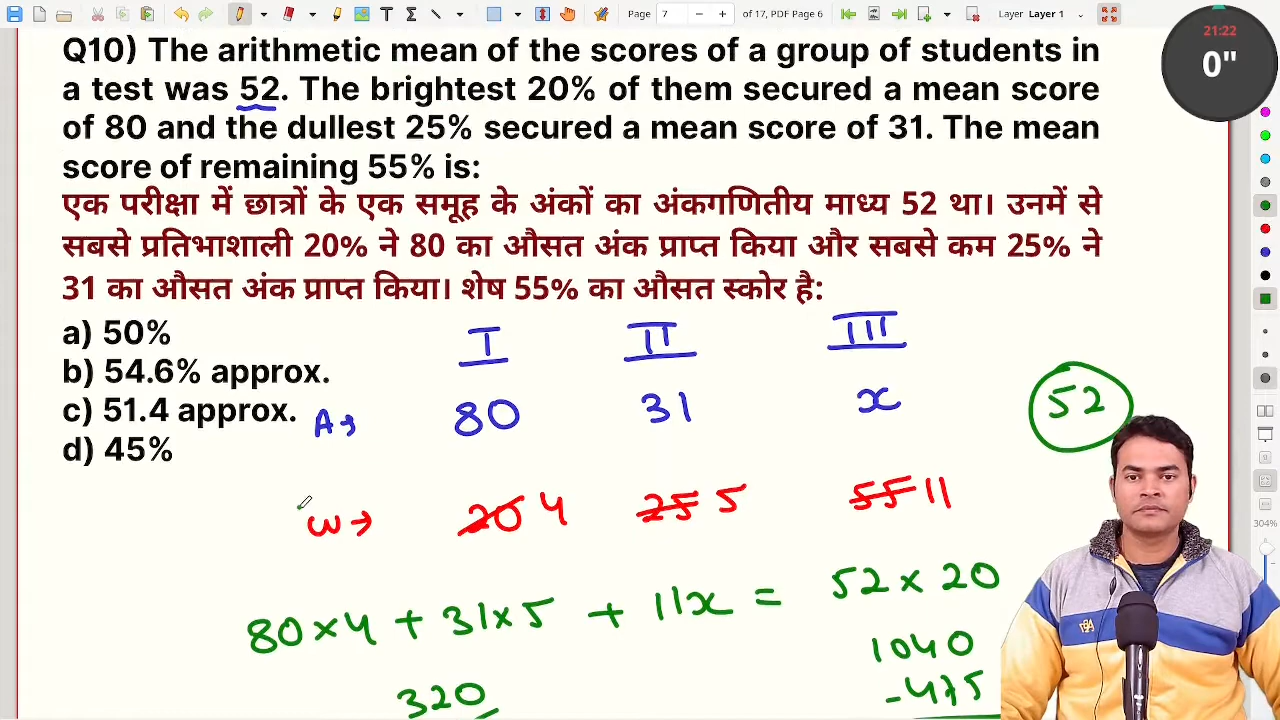 Page 7 of 17, PDF Page 6 Layer Layer 1
21:22
0"
Q10) The arithmetic mean of the scores of a group of students in
a test was 52. The brightest 20% of them secured a mean score
of 80 and the dullest 25% secured a mean score of 31. The mean
score of remaining 55% is:
एक परीक्षा में छात्रों के एक समूह के अंकों का अंकगणितीय माध्य 52 था। उनमें से
सबसे प्रतिभाशाली 20% ने 80 का औसत अंक प्राप्त किया और सबसे कम 25% ने
31 का औसत अंक प्राप्त किया। शेष 55% का औसत स्कोर है:
a) 50%
b) 54.6% approx.
c) 51.4 approx.
d) 45%
I II III
A→ 80 31 x 52
304%
W→ 20 4 25 5 55 11
80×4 + 31×5 + 11x = 52×20
1040
320 -475